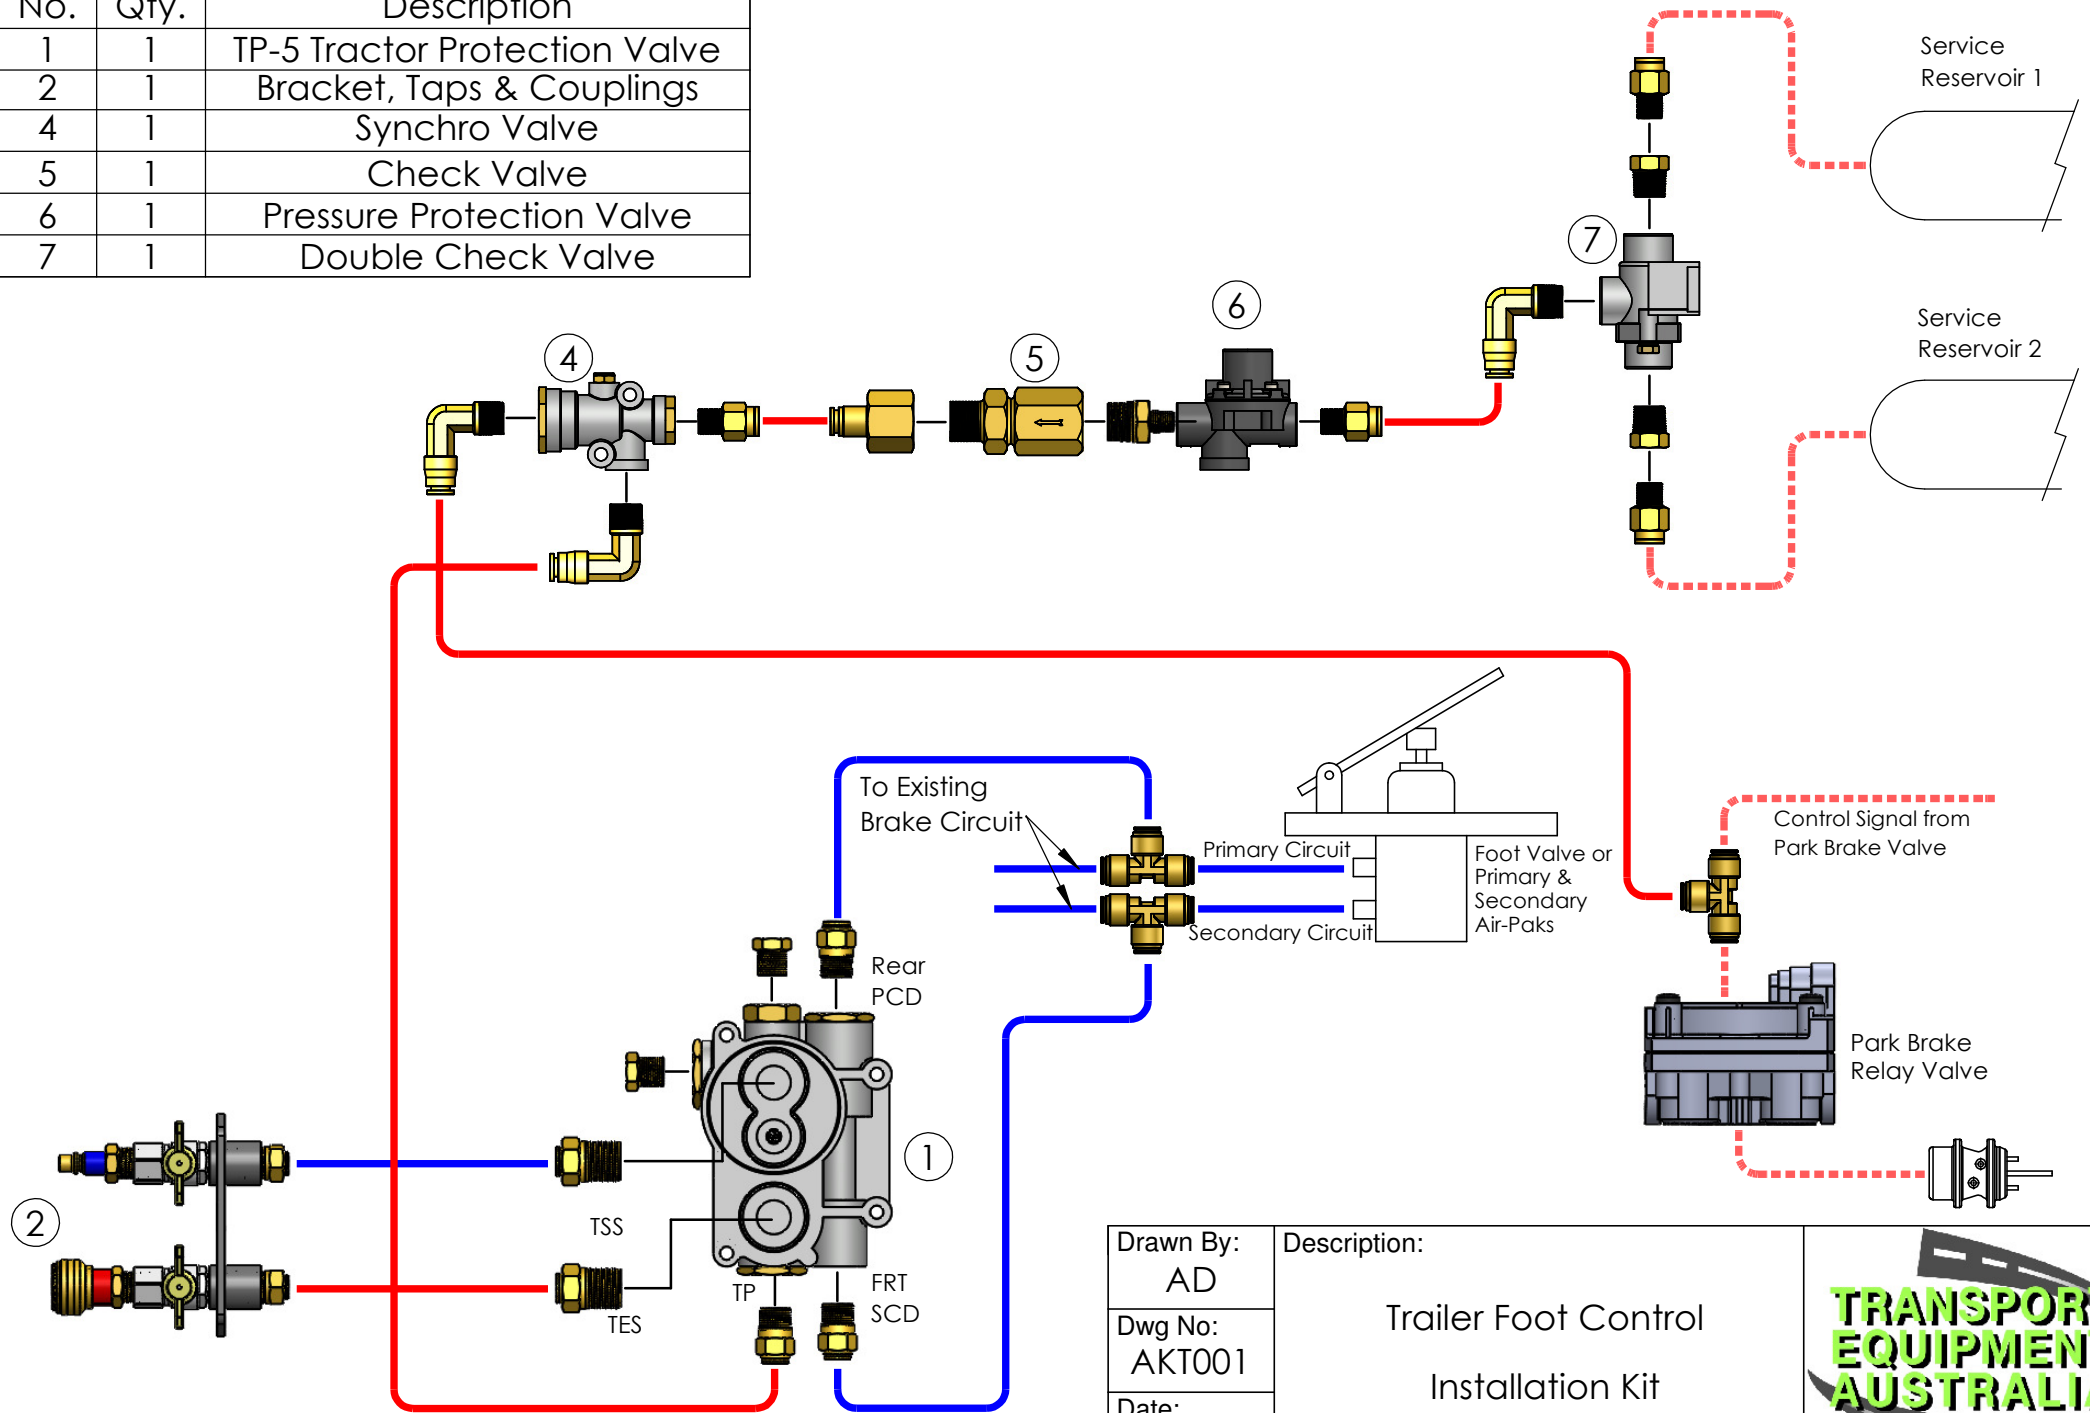 No. Qty. Description
1 1 TP-5 Tractor Protection Valve
2 1 Bracket, Taps & Couplings
4 1 Synchro Valve
5 1 Check Valve
6 1 Pressure Protection Valve
7 1 Double Check Valve
Service
Reservoir 1
7
Service
Reservoir 2
6
5
4
To Existing
Brake Circuit
Primary Circuit
Secondary Circuit
Foot Valve or
Primary &
Secondary
Air-Paks
Control Signal from
Park Brake Valve
Rear
PCD
Park Brake
Relay Valve
1
2
TSS
TES
TP
FRT
SCD
Drawn By:
AD
Dwg No:
AKT001
Date:
Description:
Trailer Foot Control
Installation Kit
TRANSPORT
EQUIPMENT
AUSTRALIA